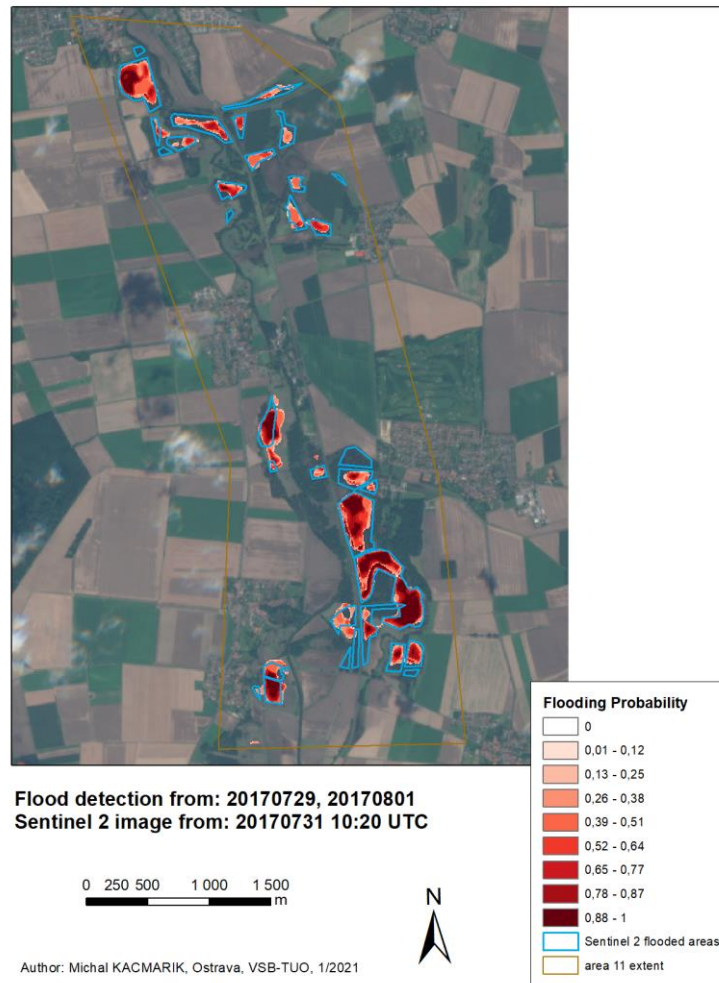 Flood detection from: 20170729, 20170801
Sentinel 2 image from: 20170731 10:20 UTC
0 250 500 1 000 1 500
m
N
Author: Michal KACMARIK, Ostrava, VSB-TUO, 1/2021
Flooding Probability
0
0,01 - 0,12
0,13 - 0,25
0,26 - 0,38
0,39 - 0,51
0,52 - 0,64
0,65 - 0,77
0,78 - 0,87
0,88 - 1
Sentinel 2 flooded areas
area 11 extent